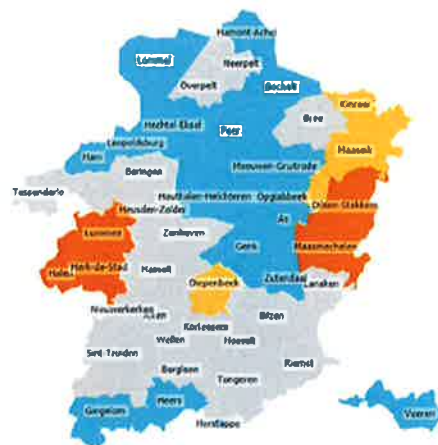 Hamont-Achel
Lommel
Neerpelt
Overpelt
Bocholt
Kinrooi
Bree
Hechtel-Eksel
Peer
Leopoldsburg
Maaseik
Ham
Meeuwen-Gruitrode
Beringen
Tessenderlo
Houthalen-Helchteren
Opglabbeek
Dilsen-Stokkem
Heusden-Zolder
As
Lummen
Zonhoven
Genk
Maasmechelen
Halen
Herk-de-Stad
Hasselt
Diepenbeek
Zutendaal
Lanaken
Nieuwerkerken
Alken
Bilzen
Kortessem
Wellen
Hoeselt
Sint-Truiden
Riemst
Borgloon
Tongeren
Heers
Gingelom
Voeren
Herstappe